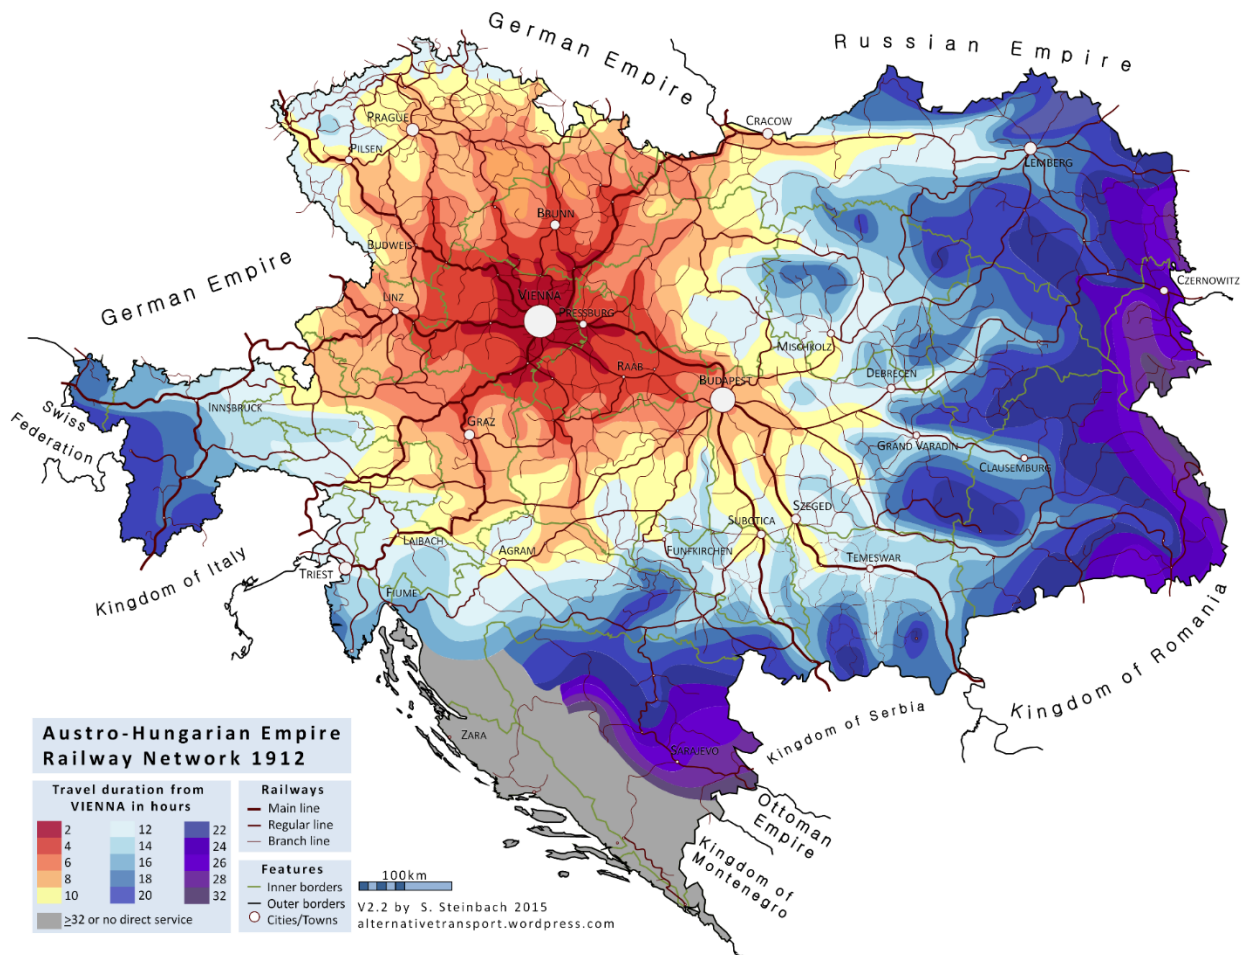 German Empire
Russian Empire
German Empire
Swiss
Federation
Kingdom of Italy
Kingdom of Romania
Kingdom of Serbia
Ottoman
Empire
Kingdom of
Montenegro
PRAGUE
PILSEN
CRACOW
LEMBERG
BRUNN
BUDWEIS
CZERNOWITZ
VIENNA
LINZ
PRESSBURG
MISCHKOLZ
RAAB
BUDAPEST
DEBRECEN
INNSBRUCK
GRAZ
GRAND VARADIN
CLAUSEMBURG
SZEGED
SUBOTICA
LAIBACH
AGRAM
FUNFKIRCHEN
TEMESWAR
TRIEST
FIUME
ZARA
SARAJEVO
Austro-Hungarian Empire
Railway Network 1912
Travel duration from
VIENNA in hours
2
4
6
8
10
12
14
16
18
20
22
24
26
28
32
≥32 or no direct service
Railways
Main line
Regular line
Branch line
Features
Inner borders
Outer borders
Cities/Towns
100km
V2.2 by S. Steinbach 2015
alternativetransport.wordpress.com